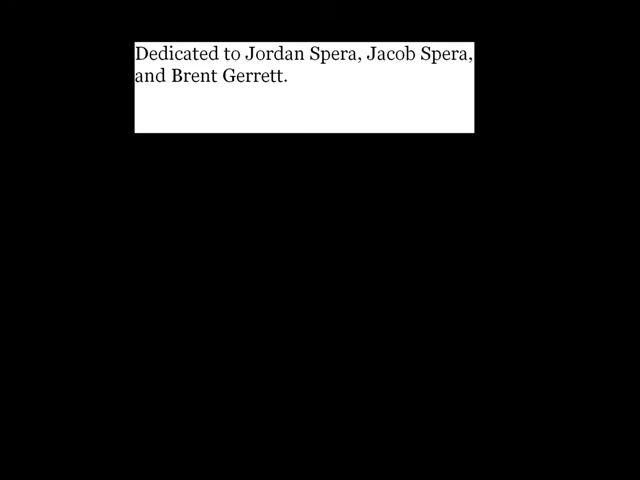 Dedicated to Jordan Spera, Jacob Spera,
and Brent Gerrett.